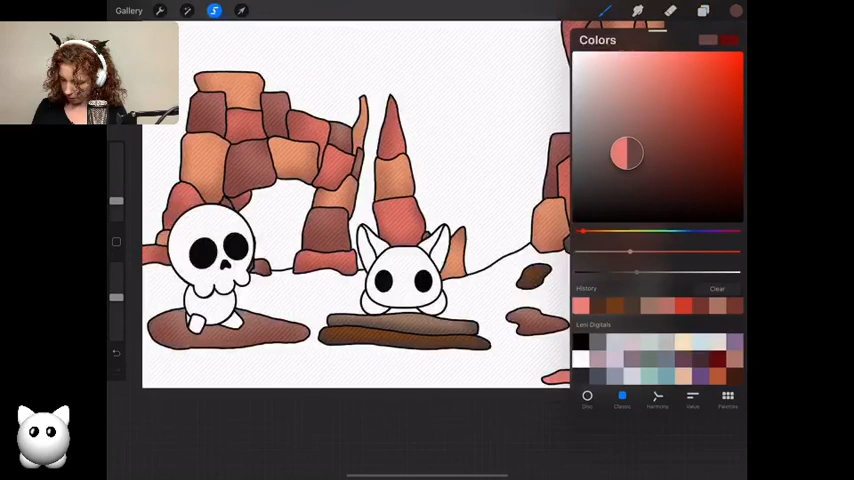 Gallery
Colors
History Clear
Leni Digitals
Disc Classic Harmony Value Palettes